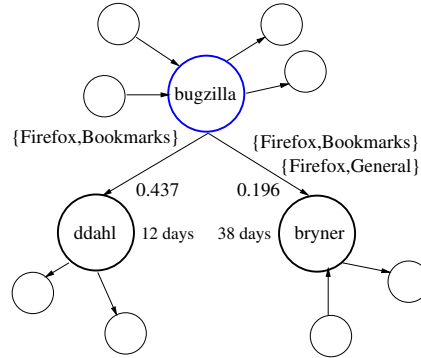 bugzilla
{Firefox,Bookmarks}
{Firefox,Bookmarks}
{Firefox,General}
0.437
0.196
ddahl
12 days
38 days
bryner